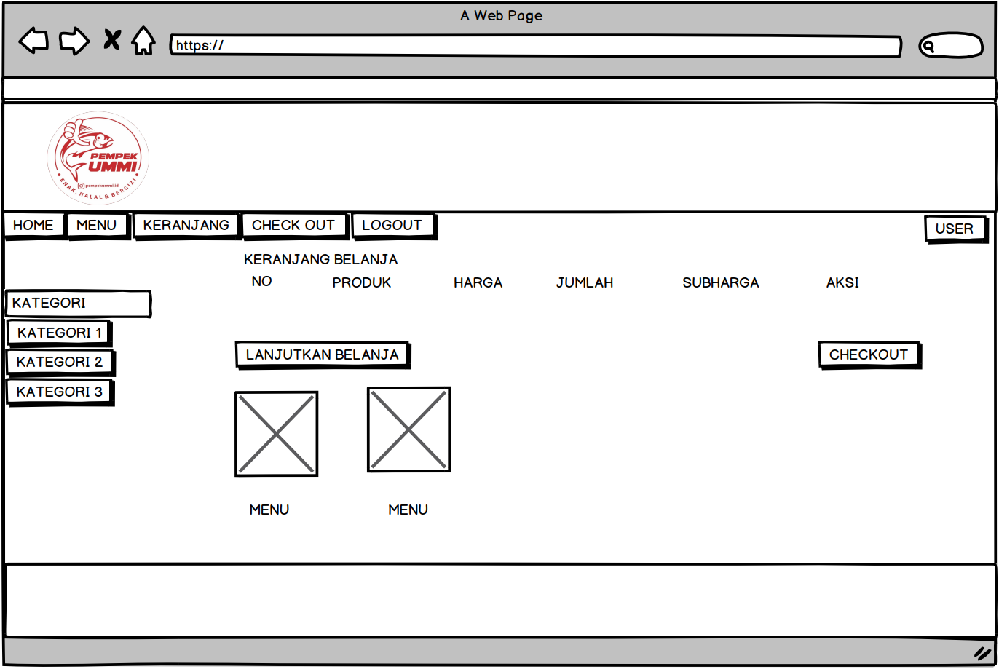 A Web Page
https://
PEMPEK
UMMI
pempekummi.id
• ENAK, HALAL & BERGIZI •
HOME MENU KERANJANG CHECK OUT LOGOUT USER
KERANJANG BELANJA
NO PRODUK HARGA JUMLAH SUBHARGA AKSI
KATEGORI
KATEGORI 1
KATEGORI 2
KATEGORI 3
LANJUTKAN BELANJA CHECKOUT
MENU MENU